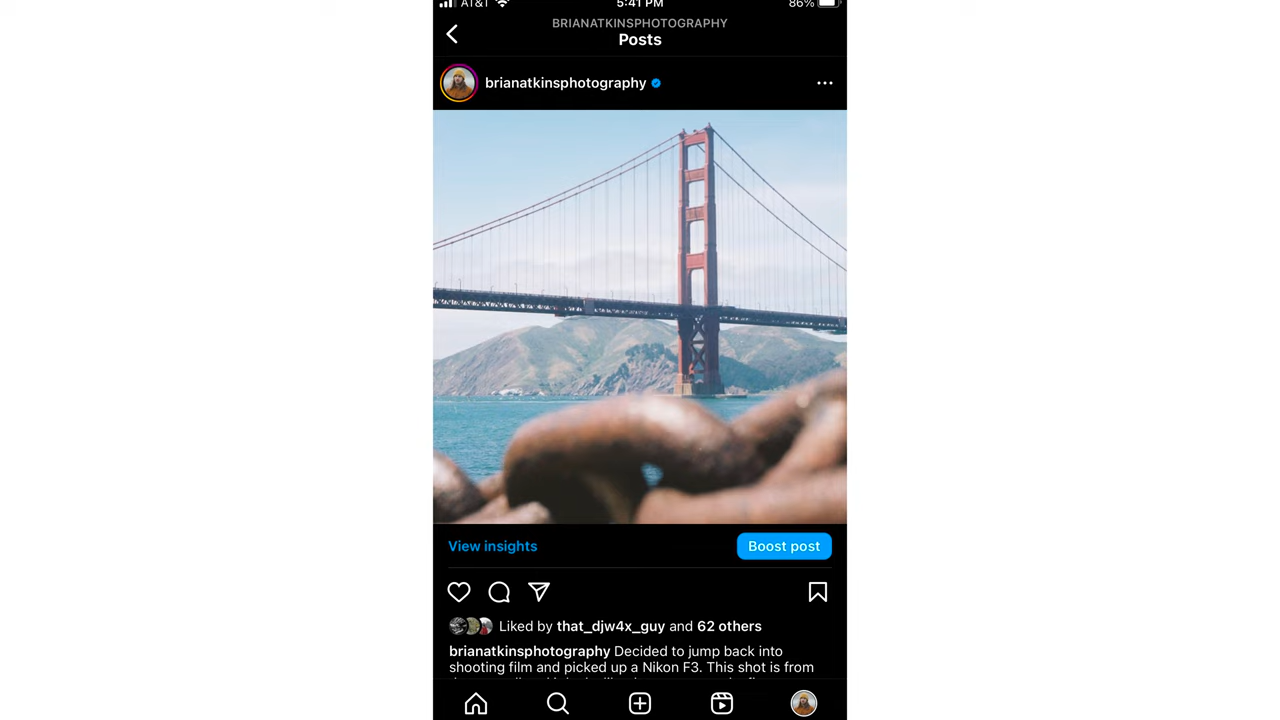 AT&T 5:41 PM 86%
BRIANATKINSPHOTOGRAPHY
Posts
brianatkinsphotography
View insights Boost post
Liked by that_djw4x_guy and 62 others
brianatkinsphotography Decided to jump back into
shooting film and picked up a Nikon F3. This shot is from